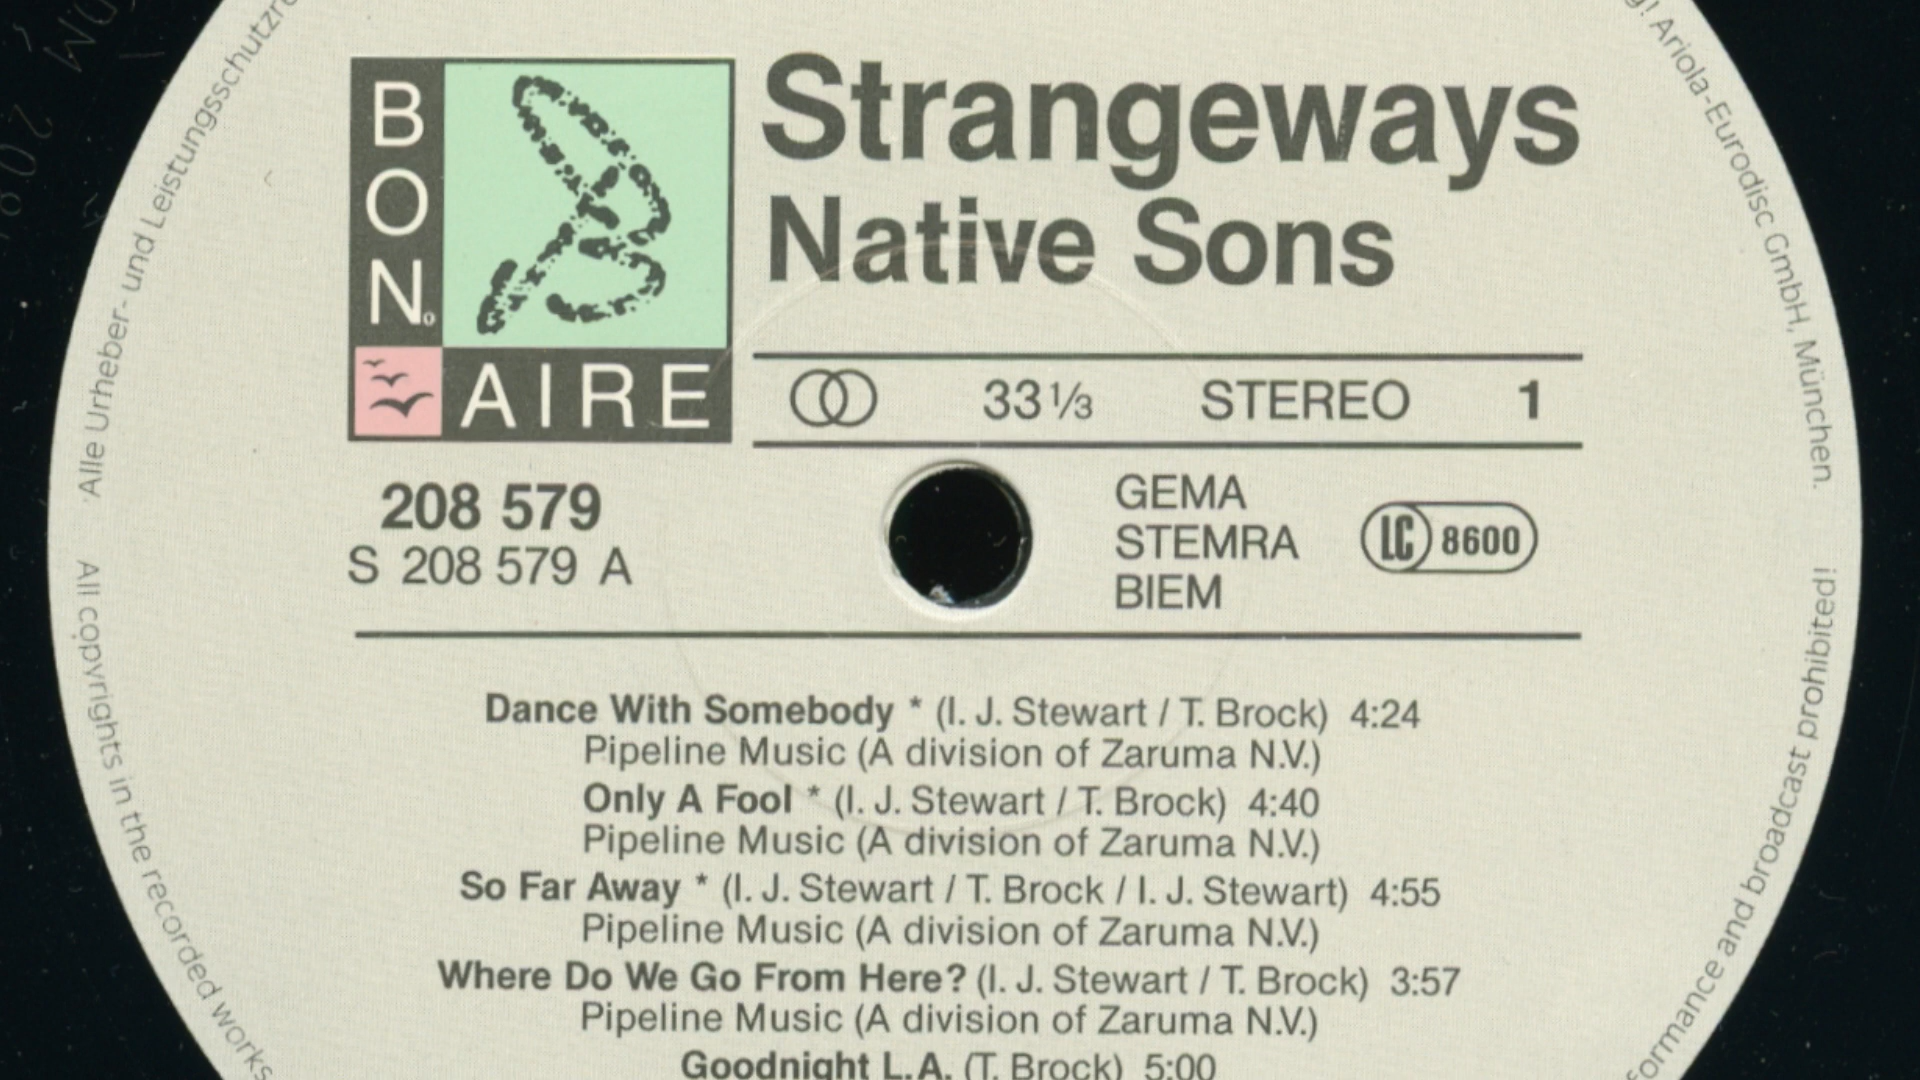 Strangeways
Native Sons
BON
AIRE
33 1/3 STEREO 1
208 579
S 208 579 A
GEMA
STEMRA
BIEM
LC 8600
Dance With Somebody * (I. J. Stewart / T. Brock) 4:24
Pipeline Music (A division of Zaruma N.V.)
Only A Fool * (I. J. Stewart / T. Brock) 4:40
Pipeline Music (A division of Zaruma N.V.)
So Far Away * (I. J. Stewart / T. Brock / I. J. Stewart) 4:55
Pipeline Music (A division of Zaruma N.V.)
Where Do We Go From Here? (I. J. Stewart / T. Brock) 3:57
Pipeline Music (A division of Zaruma N.V.)
Goodnight L.A. (T. Brock) 5:00
Alle Urheber- und
Ariola-Eurodisc GmbH, München.
All copyrights in the recorded works
and broadcast prohibited!